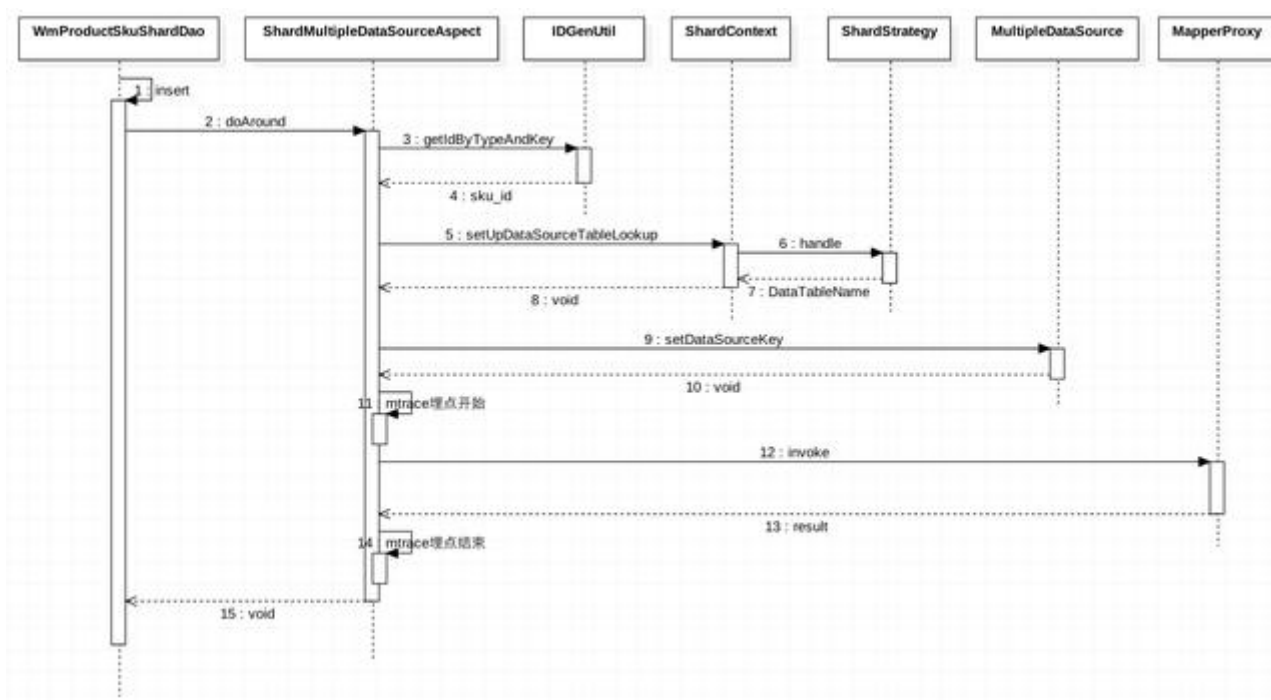 WmProductSkuShardDao
ShardMultipleDataSourceAspect
IDGenUtil
ShardContext
ShardStrategy
MultipleDataSource
MapperProxy
1 : insert
2 : doAround
3 : getIdByTypeAndKey
4 : sku_id
5 : setUpDataSourceTableLookup
6 : handle
7 : DataTableName
8 : void
9 : setDataSourceKey
10 : void
11 : mtrace埋点开始
12 : invoke
13 : result
14 : mtrace埋点结束
15 : void